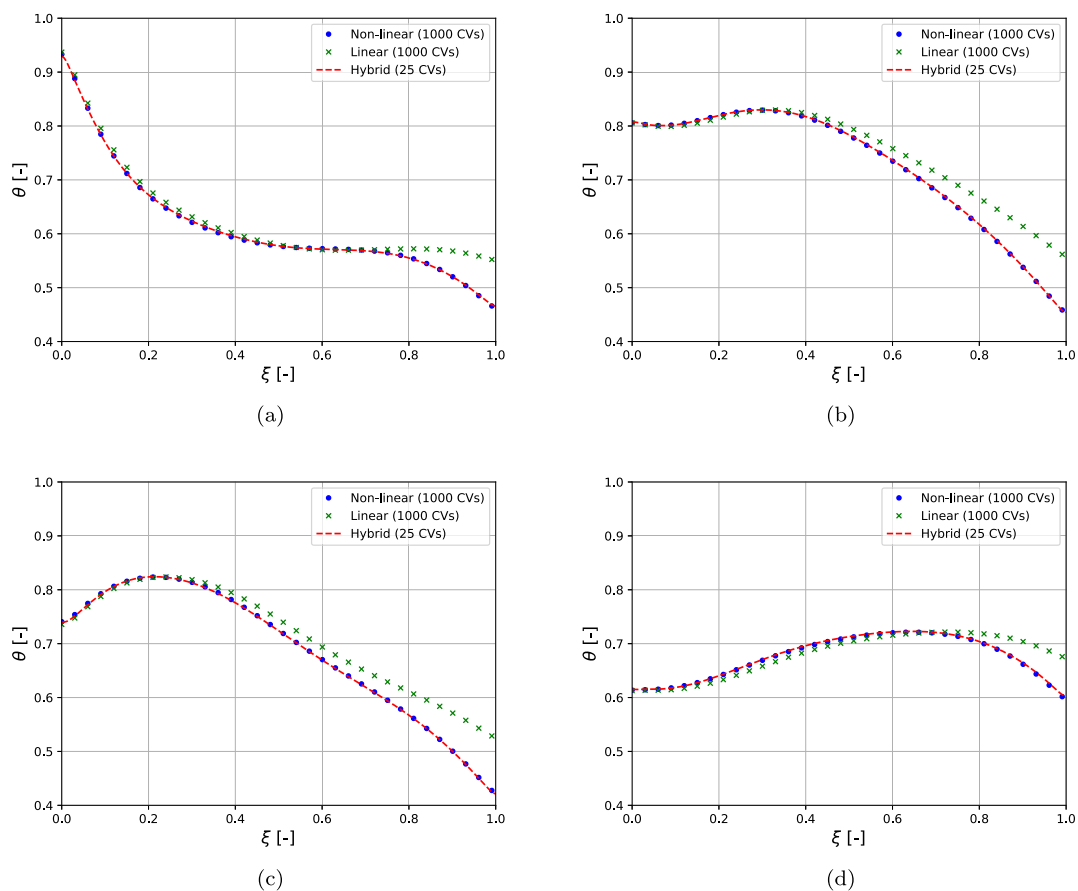 1.0
0.9
0.8
0.7
0.6
0.5
0.4
θ [-]
0.0 0.2 0.4 0.6 0.8 1.0
ξ [-]
Non-linear (1000 CVs)
Linear (1000 CVs)
Hybrid (25 CVs)
(a)
1.0
0.9
0.8
0.7
0.6
0.5
0.4
θ [-]
0.0 0.2 0.4 0.6 0.8 1.0
ξ [-]
Non-linear (1000 CVs)
Linear (1000 CVs)
Hybrid (25 CVs)
(b)
1.0
0.9
0.8
0.7
0.6
0.5
0.4
θ [-]
0.0 0.2 0.4 0.6 0.8 1.0
ξ [-]
Non-linear (1000 CVs)
Linear (1000 CVs)
Hybrid (25 CVs)
(c)
1.0
0.9
0.8
0.7
0.6
0.5
0.4
θ [-]
0.0 0.2 0.4 0.6 0.8 1.0
ξ [-]
Non-linear (1000 CVs)
Linear (1000 CVs)
Hybrid (25 CVs)
(d)